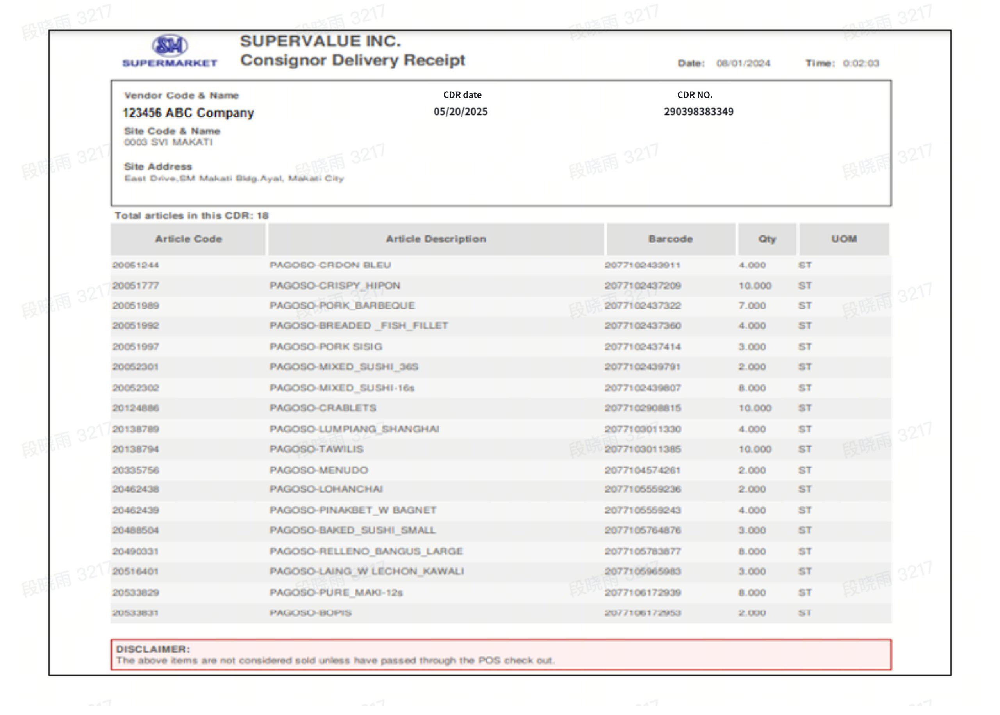 SM
SUPERMARKET
SUPERVALUE INC.
Consignor Delivery Receipt
Date: 08/01/2024 Time: 0:02:03
Vendor Code & Name CDR date CDR NO.
123456 ABC Company 05/20/2025 290398383349
Site Code & Name
0003 SVI MAKATI
Site Address
East Drive,SM Makati Bldg.Ayal, Makati City
Total articles in this CDR: 18
Article Code Article Description Barcode Qty UOM
20051244 PAGOSO-CRDON BLEU 2077102433911 4.000 ST
20051777 PAGOSO-CRISPY_HIPON 2077102437209 10.000 ST
20051989 PAGOSO-PORK_BARBEQUE 2077102437322 7.000 ST
20051992 PAGOSO-BREADED _FISH_FILLET 2077102437360 4.000 ST
20051997 PAGOSO-PORK SISIG 2077102437414 3.000 ST
20052301 PAGOSO-MIXED_SUSHI_36S 2077102439791 2.000 ST
20052302 PAGOSO-MIXED_SUSHI-16s 2077102439807 8.000 ST
20124886 PAGOSO-CRABLETS 2077102908815 10.000 ST
20138789 PAGOSO-LUMPIANG_SHANGHAI 2077103011330 4.000 ST
20138794 PAGOSO-TAWILIS 2077103011385 10.000 ST
20335756 PAGOSO-MENUDO 2077104574261 2.000 ST
20462438 PAGOSO-LOHANCHAI 2077105559236 2.000 ST
20462439 PAGOSO-PINAKBET_W BAGNET 2077105559243 4.000 ST
20488504 PAGOSO-BAKED_SUSHI_SMALL 2077105764876 3.000 ST
20490331 PAGOSO-RELLENO_BANGUS_LARGE 2077105783877 8.000 ST
20516401 PAGOSO-LAING_W LECHON_KAWALI 2077105965983 3.000 ST
20533829 PAGOSO-PURE_MAKI-12s 2077106172939 8.000 ST
20533831 PAGOSO-BOPIS 2077106172953 2.000 ST
DISCLAIMER:
The above items are not considered sold unless have passed through the POS check out.
段晓雨 3217